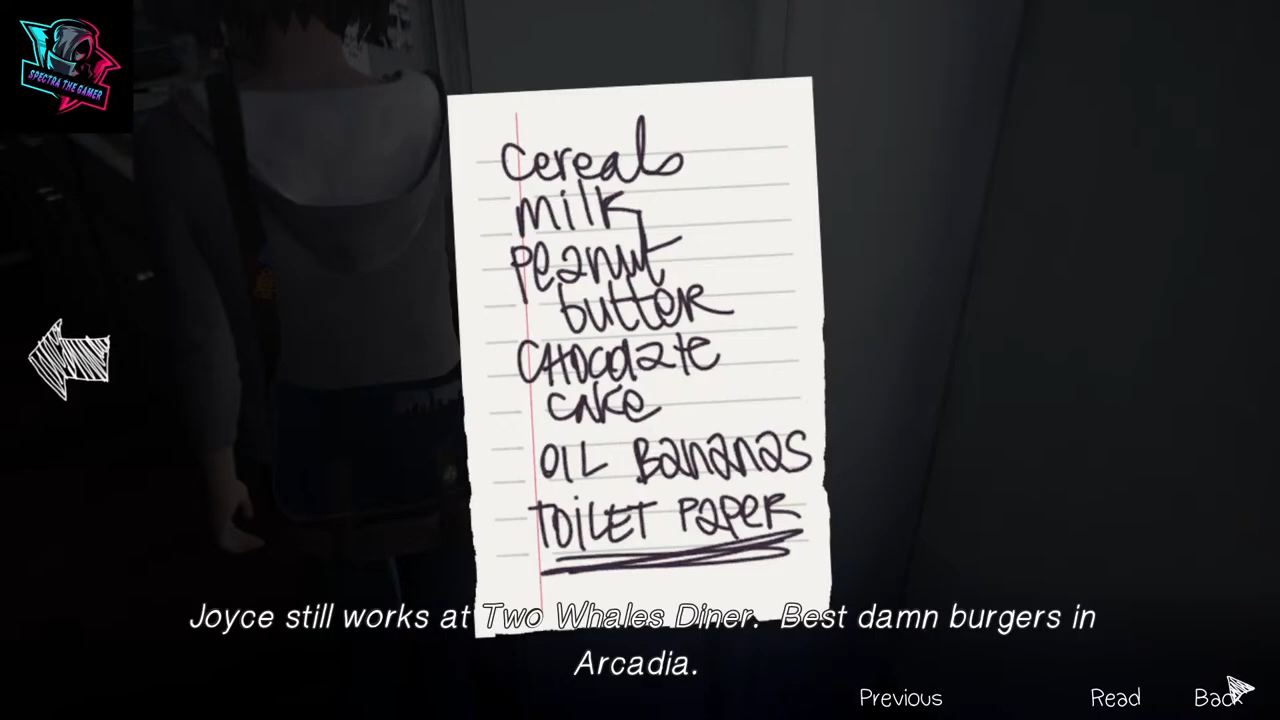 SPECTRA THE GAMER
Cereals
milk
peanut
butter
CHocolate
cake
OIL Bananas
TOILET PAPER
Joyce still works at Two Whales Diner. Best damn burgers in
Arcadia.
Previous Read Back